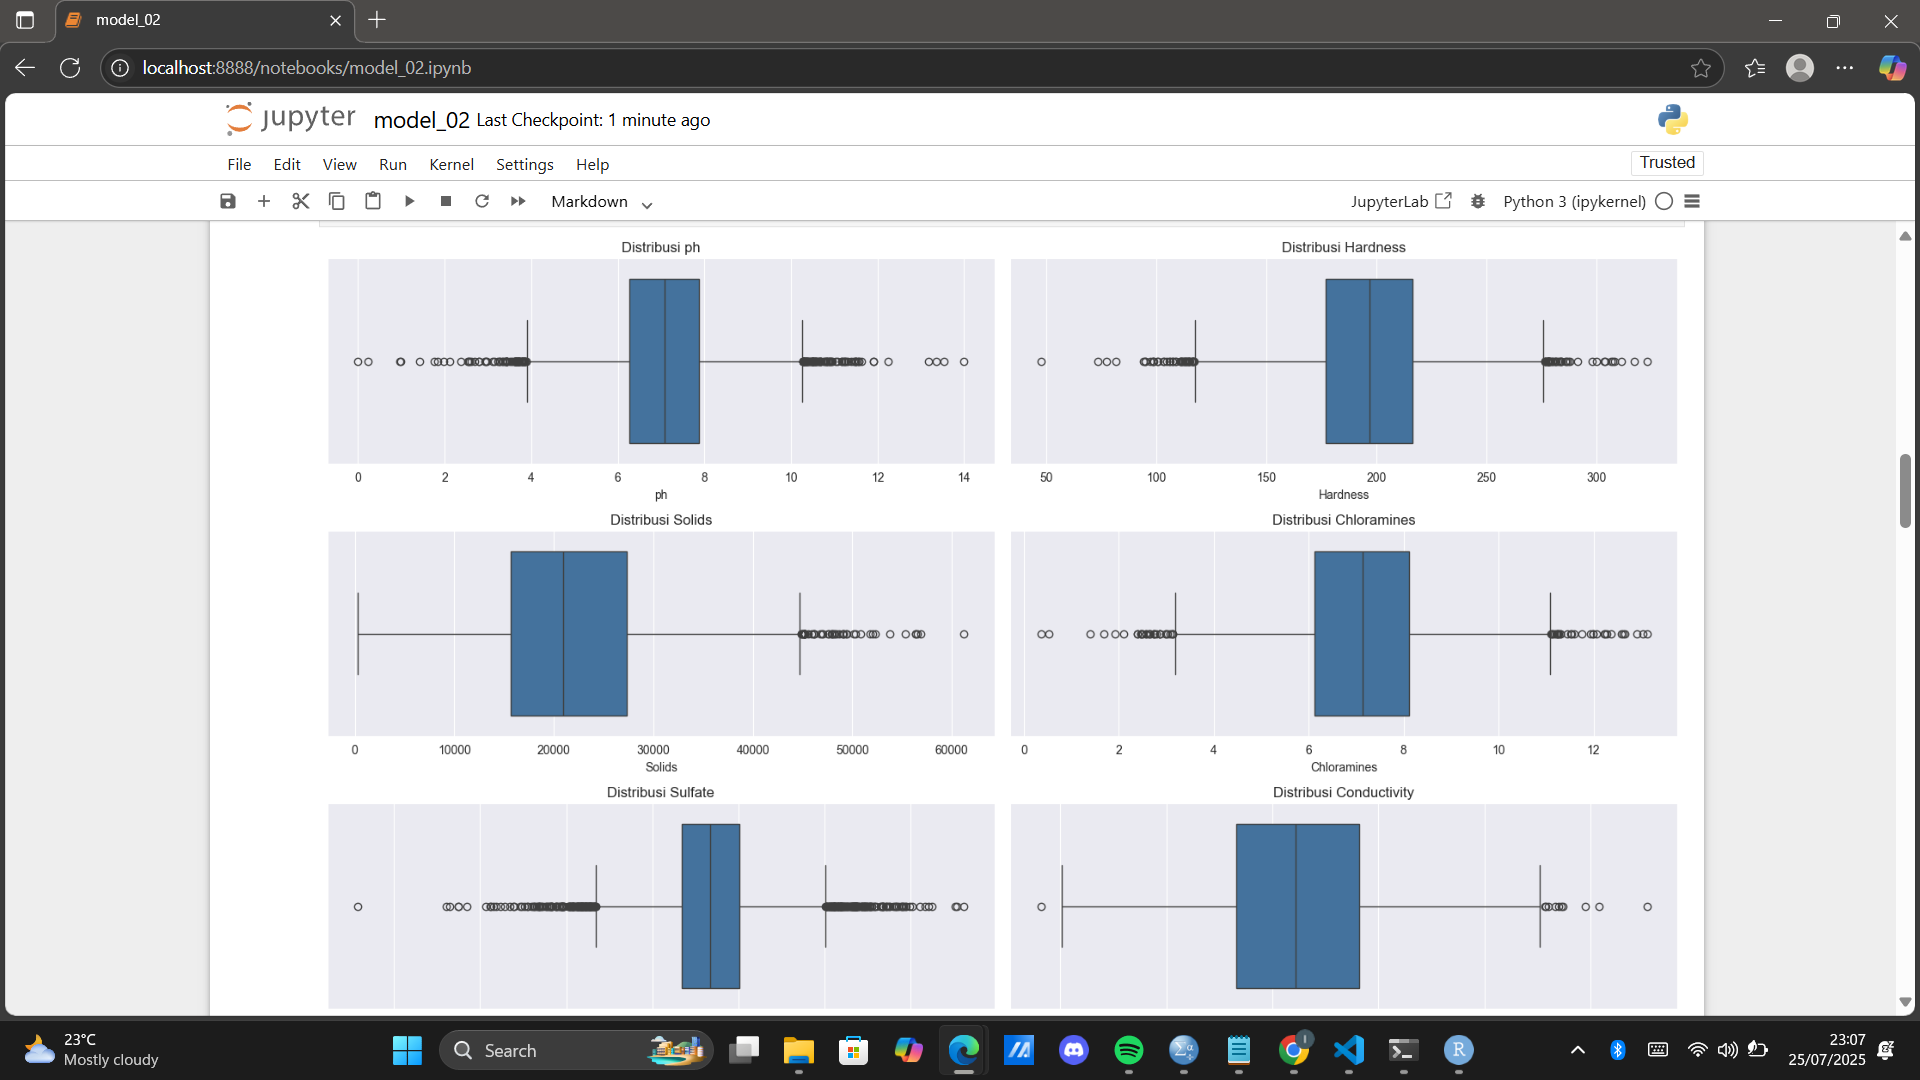 model_02
localhost:8888/notebooks/model_02.ipynb
jupyter model_02 Last Checkpoint: 1 minute ago
File Edit View Run Kernel Settings Help
Trusted
Markdown
JupyterLab
Python 3 (ipykernel)
Distribusi ph
0 2 4 6 8 10 12 14
ph
Distribusi Hardness
50 100 150 200 250 300
Hardness
Distribusi Solids
0 10000 20000 30000 40000 50000 60000
Solids
Distribusi Chloramines
0 2 4 6 8 10 12
Chloramines
Distribusi Sulfate
Distribusi Conductivity
23°C
Mostly cloudy
Search
23:07
25/07/2025